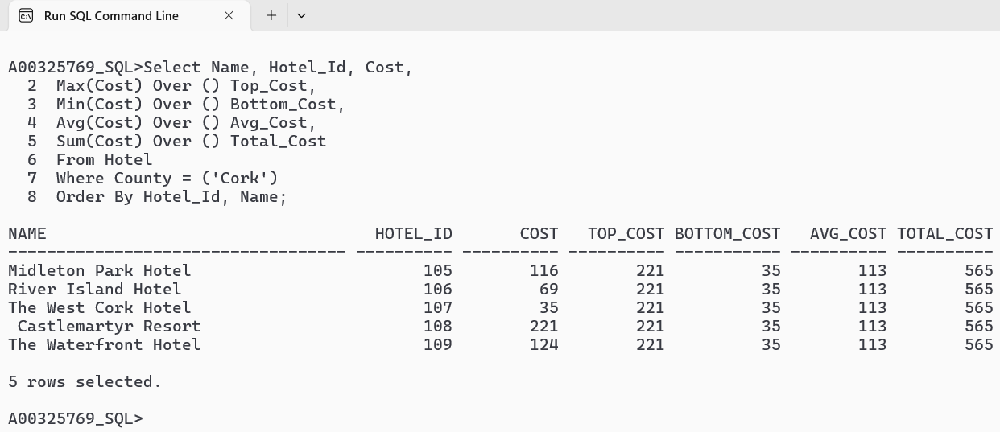 Run SQL Command Line
A00325769_SQL>Select Name, Hotel_Id, Cost,
  2  Max(Cost) Over () Top_Cost,
  3  Min(Cost) Over () Bottom_Cost,
  4  Avg(Cost) Over () Avg_Cost,
  5  Sum(Cost) Over () Total_Cost
  6  From Hotel
  7  Where County = ('Cork')
  8  Order By Hotel_Id, Name;
NAME                                  HOTEL_ID       COST   TOP_COST BOTTOM_COST   AVG_COST TOTAL_COST
----------------------------------- ---------- ---------- ---------- ----------- ---------- ----------
Midleton Park Hotel                        105        116        221          35        113        565
River Island Hotel                         106         69        221          35        113        565
The West Cork Hotel                        107         35        221          35        113        565
 Castlemartyr Resort                       108        221        221          35        113        565
The Waterfront Hotel                       109        124        221          35        113        565
5 rows selected.
A00325769_SQL>